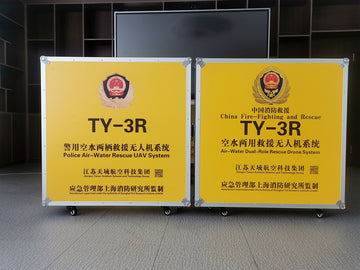 TY-3R
警用空水两栖救援无人机系统
Police Air-Water Rescue UAV System
江苏天域航空科技集团
应急管理部上海消防研究所监制
中国消防救援
China Fire-Fighting and Rescue
TY-3R
空水两用救援无人机系统
Air-Water Dual-Role Rescue Drone System
江苏天域航空科技集团
应急管理部上海消防研究所监制